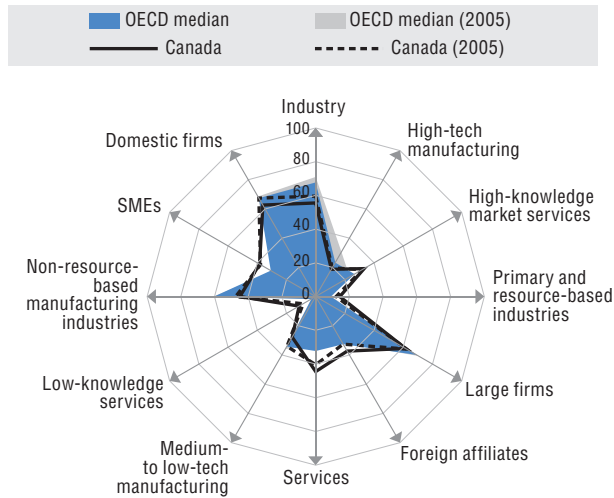 OECD median
OECD median (2005)
Canada
Canada (2005)
Industry
100
80
60
40
20
0
High-tech
manufacturing
High-knowledge
market services
Primary and
resource-based
industries
Large firms
Foreign affiliates
Services
Medium-
to low-tech
manufacturing
Low-knowledge
services
Non-resource-
based
manufacturing
industries
SMEs
Domestic firms